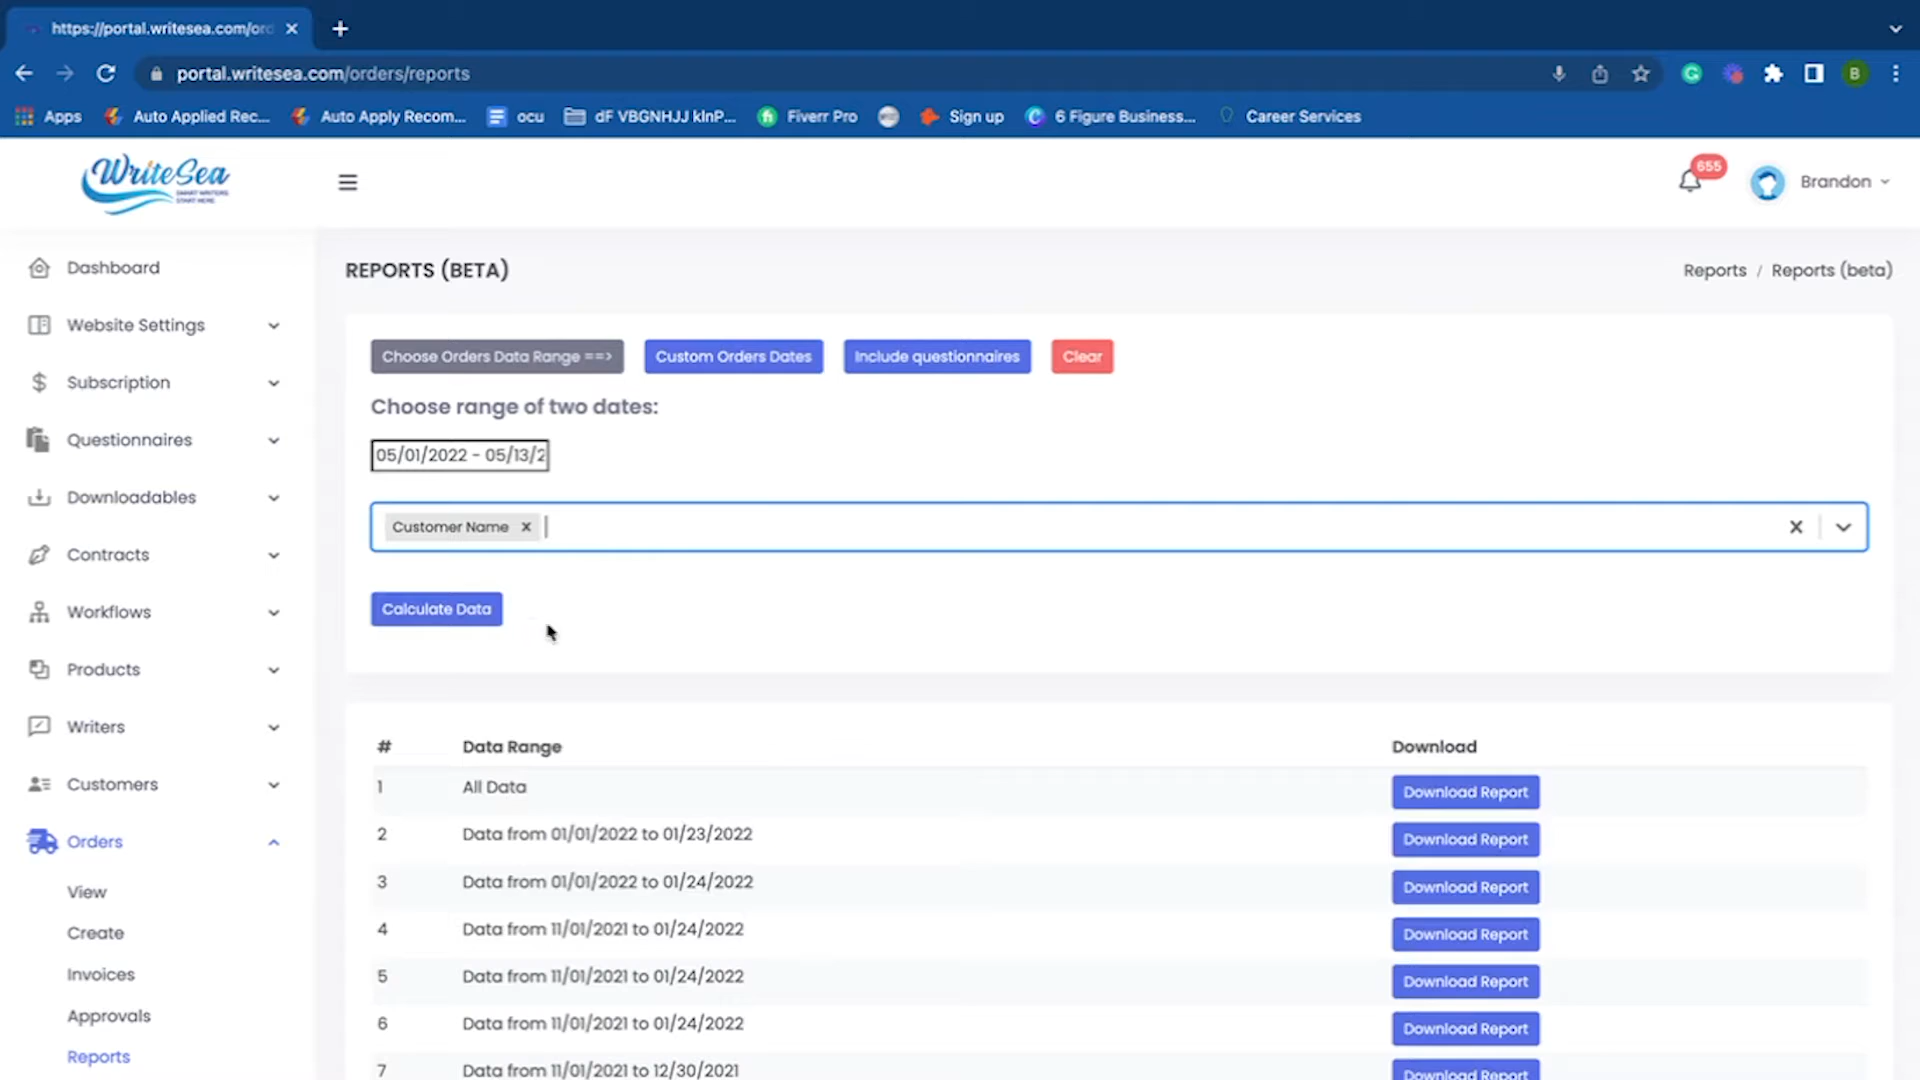 https://portal.writesea.com/ord
portal.writesea.com/orders/reports
B
Apps
Auto Applied Rec...
Auto Apply Recom...
ocu
dF VBGNHJJ kInP...
Fiverr Pro
Sign up
6 Figure Business...
Career Services
WriteSea
SMART WRITERS
START HERE
655
Brandon
Dashboard
Website Settings
Subscription
Questionnaires
Downloadables
Contracts
Workflows
Products
Writers
Customers
Orders
View
Create
Invoices
Approvals
Reports
REPORTS (BETA)
Reports / Reports (beta)
Choose Orders Data Range ==>
Custom Orders Dates
Include questionnaires
Clear
Choose range of two dates:
05/01/2022 - 05/13/2
Customer Name
Calculate Data
# Data Range Download
1 All Data Download Report
2 Data from 01/01/2022 to 01/23/2022 Download Report
3 Data from 01/01/2022 to 01/24/2022 Download Report
4 Data from 11/01/2021 to 01/24/2022 Download Report
5 Data from 11/01/2021 to 01/24/2022 Download Report
6 Data from 11/01/2021 to 01/24/2022 Download Report
7 Data from 11/01/2021 to 12/30/2021 Download Report